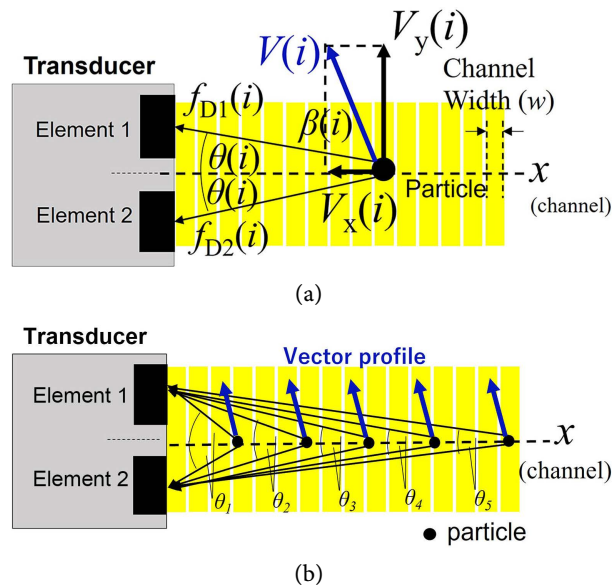 Transducer
Element 1
Element 2
f_D1(i)
f_D2(i)
θ(i)
θ(i)
β(i)
V(i)
V_y(i)
V_x(i)
Channel
Width (w)
Particle
x
(channel)
(a)
Transducer
Element 1
Element 2
Vector profile
θ_1
θ_2
θ_3
θ_4
θ_5
x
(channel)
particle
(b)